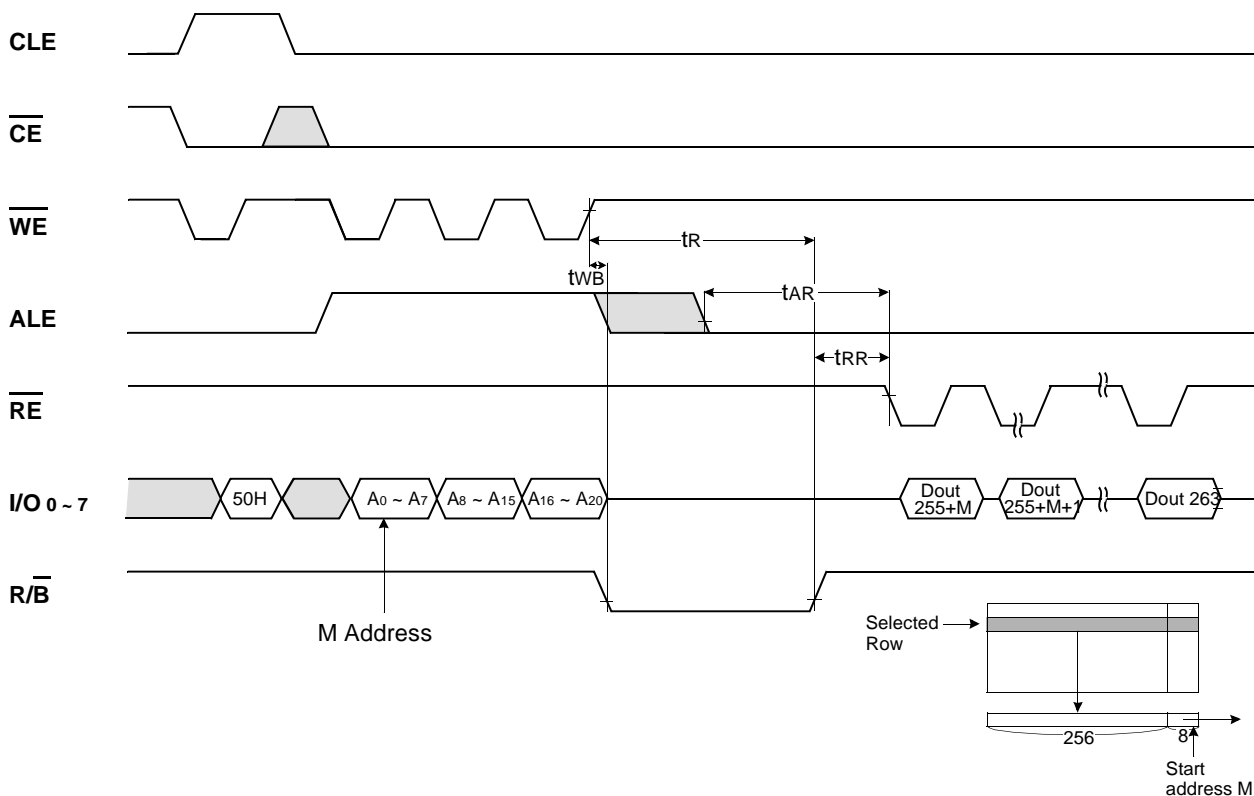 CLE
CE
WE
tR
tWB
tAR
ALE
tRR
RE
I/O 0 ~ 7
50H
A0 ~ A7
A8 ~ A15
A16 ~ A20
Dout
255+M
Dout
255+M+1
Dout 263
R/B
M Address
Selected
Row
256
8
Start
address M